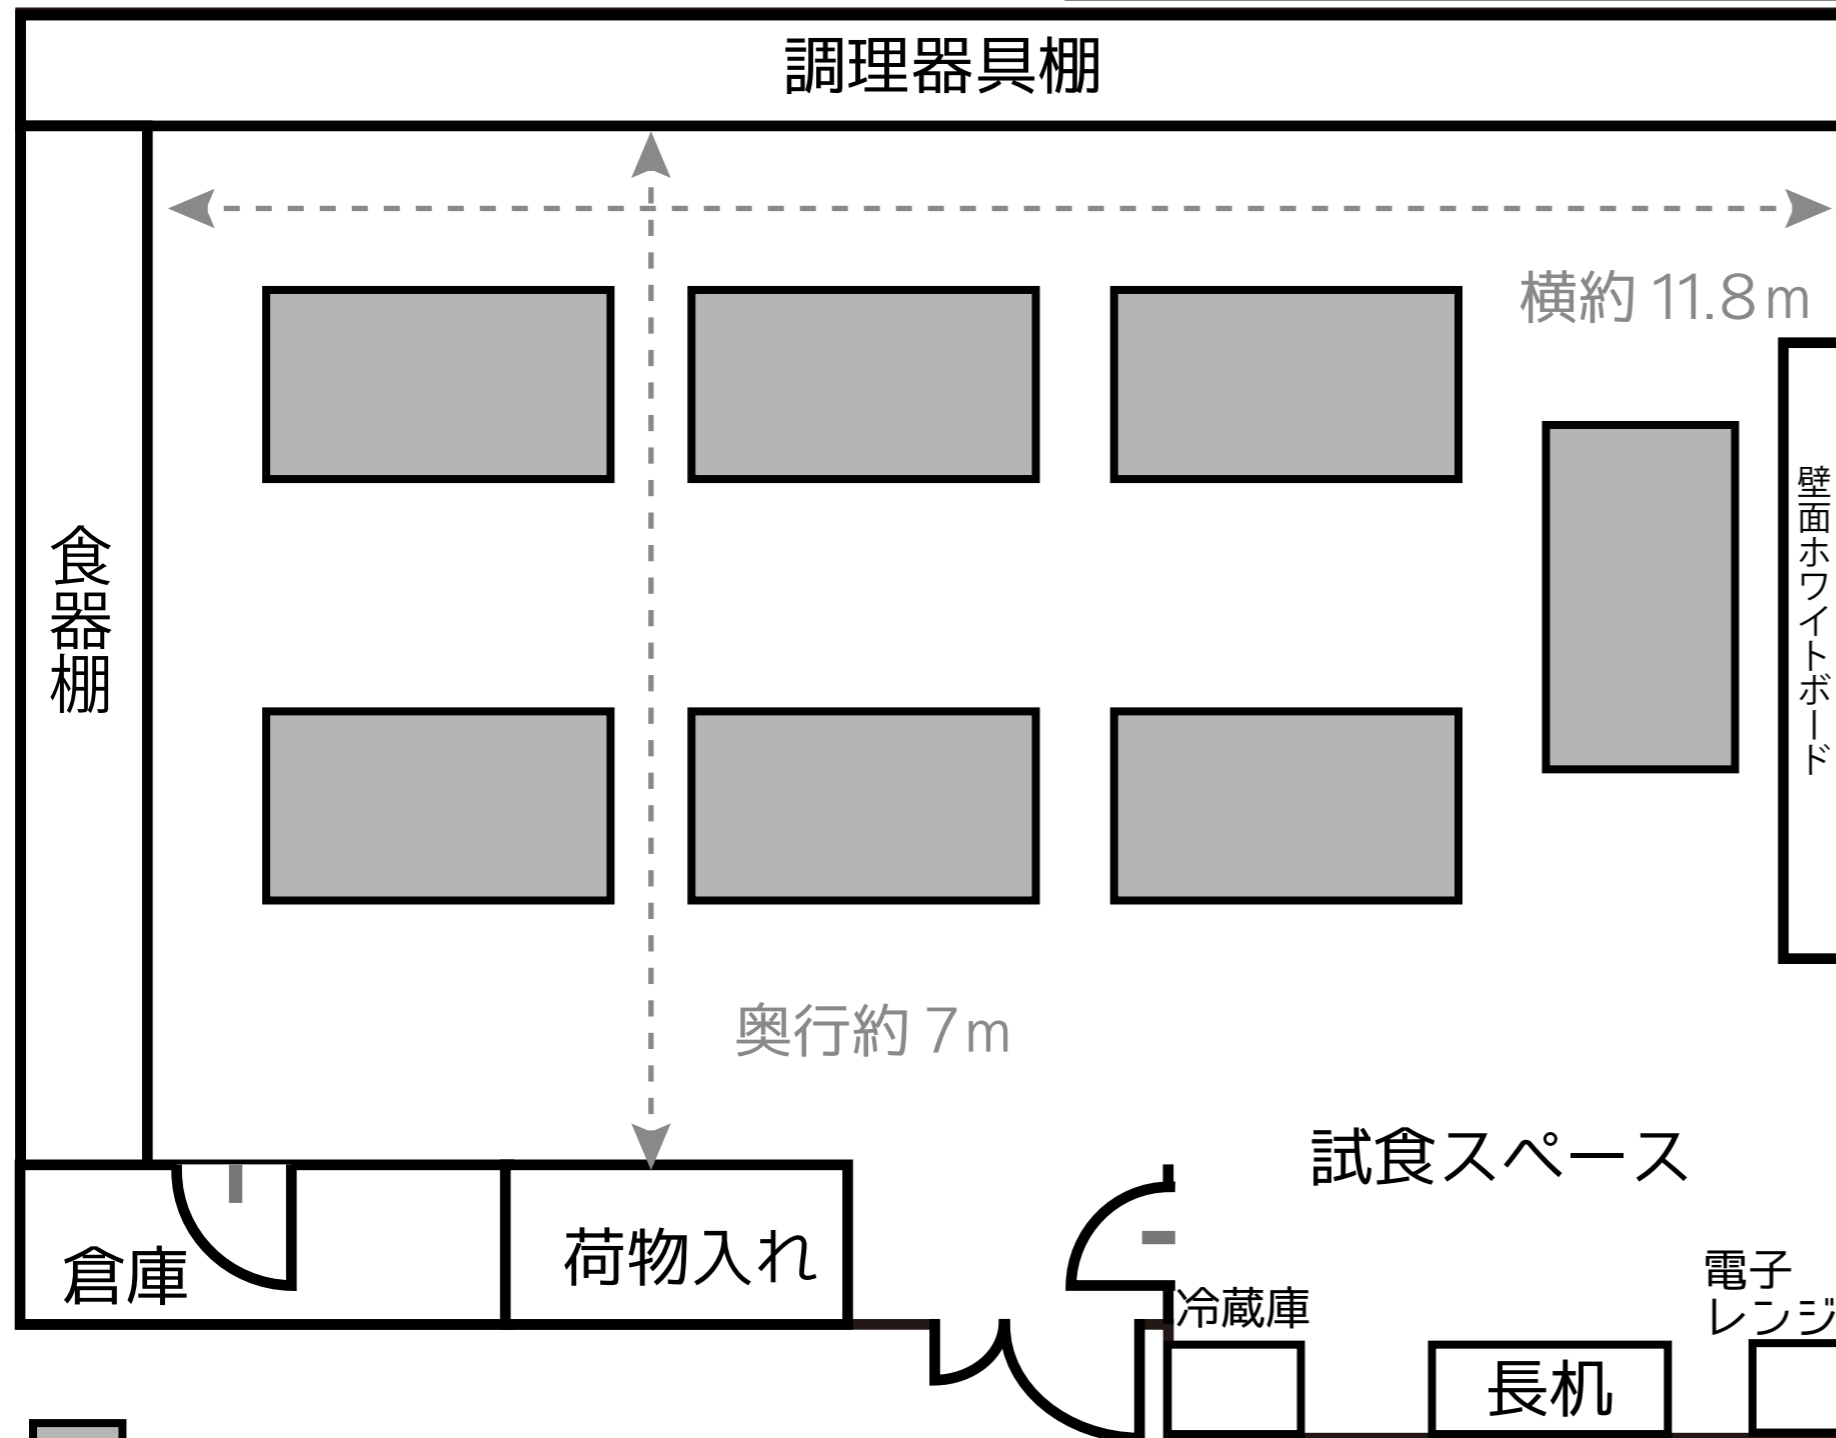 調理器具棚
横約 11.8m
壁面ホワイトボード
食器棚
奥行約 7m
試食スペース
倉庫
荷物入れ
冷蔵庫
電子
レンジ
長机